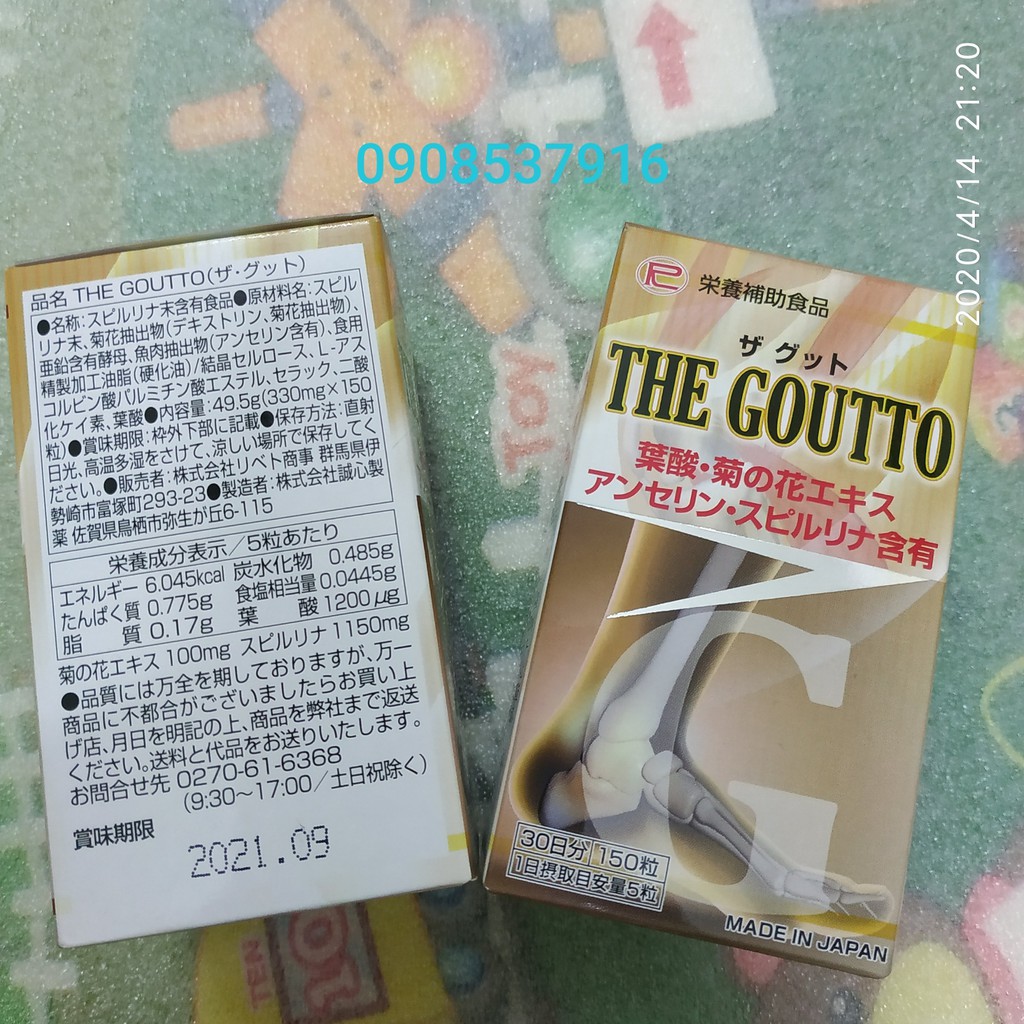 0908537916
2020/4/14 21:20
品名 THE GOUTTO(ザ・グット)
●名称:スピルリナ末含有食品●原材料名:スピル
リナ末、菊花抽出物(デキストリン、菊花抽出物)、
亜鉛含有酵母、魚肉抽出物(アンセリン含有)、食用
精製加工油脂(硬化油)/結晶セルロース、L-アス
コルビン酸パルミチン酸エステル、セラック、二酸
化ケイ素、葉酸●内容量:49.5g(330mg×150
粒)●賞味期限:枠外下部に記載●保存方法:直射
日光、高温多湿をさけて、涼しい場所で保存してく
ださい。●販売者:株式会社リベト商事 群馬県伊
勢崎市富塚町293-23●製造者:株式会社誠心製
薬 佐賀県鳥栖市弥生が丘6-115
栄養成分表示/5粒あたり
エネルギー 6.045kcal 炭水化物 0.485g
たんぱく質 0.775g 食塩相当量 0.0445g
脂質 0.17g 葉酸 1200μg
菊の花エキス 100mg スピルリナ 1150mg
●品質には万全を期しておりますが、万一
商品に不都合がございましたらお買い上
げ店、月日を明記の上、商品を弊社まで返送
ください。送料と代品をお送りいたします。
お問合せ先 0270-61-6368
(9:30~17:00/土日祝除く)
賞味期限
2021.09
栄養補助食品
ザ グット
THE GOUTTO
葉酸・菊の花エキス
アンセリン・スピルリナ含有
G
30日分 150粒
1日摂取目安量5粒
MADE IN JAPAN
TOY